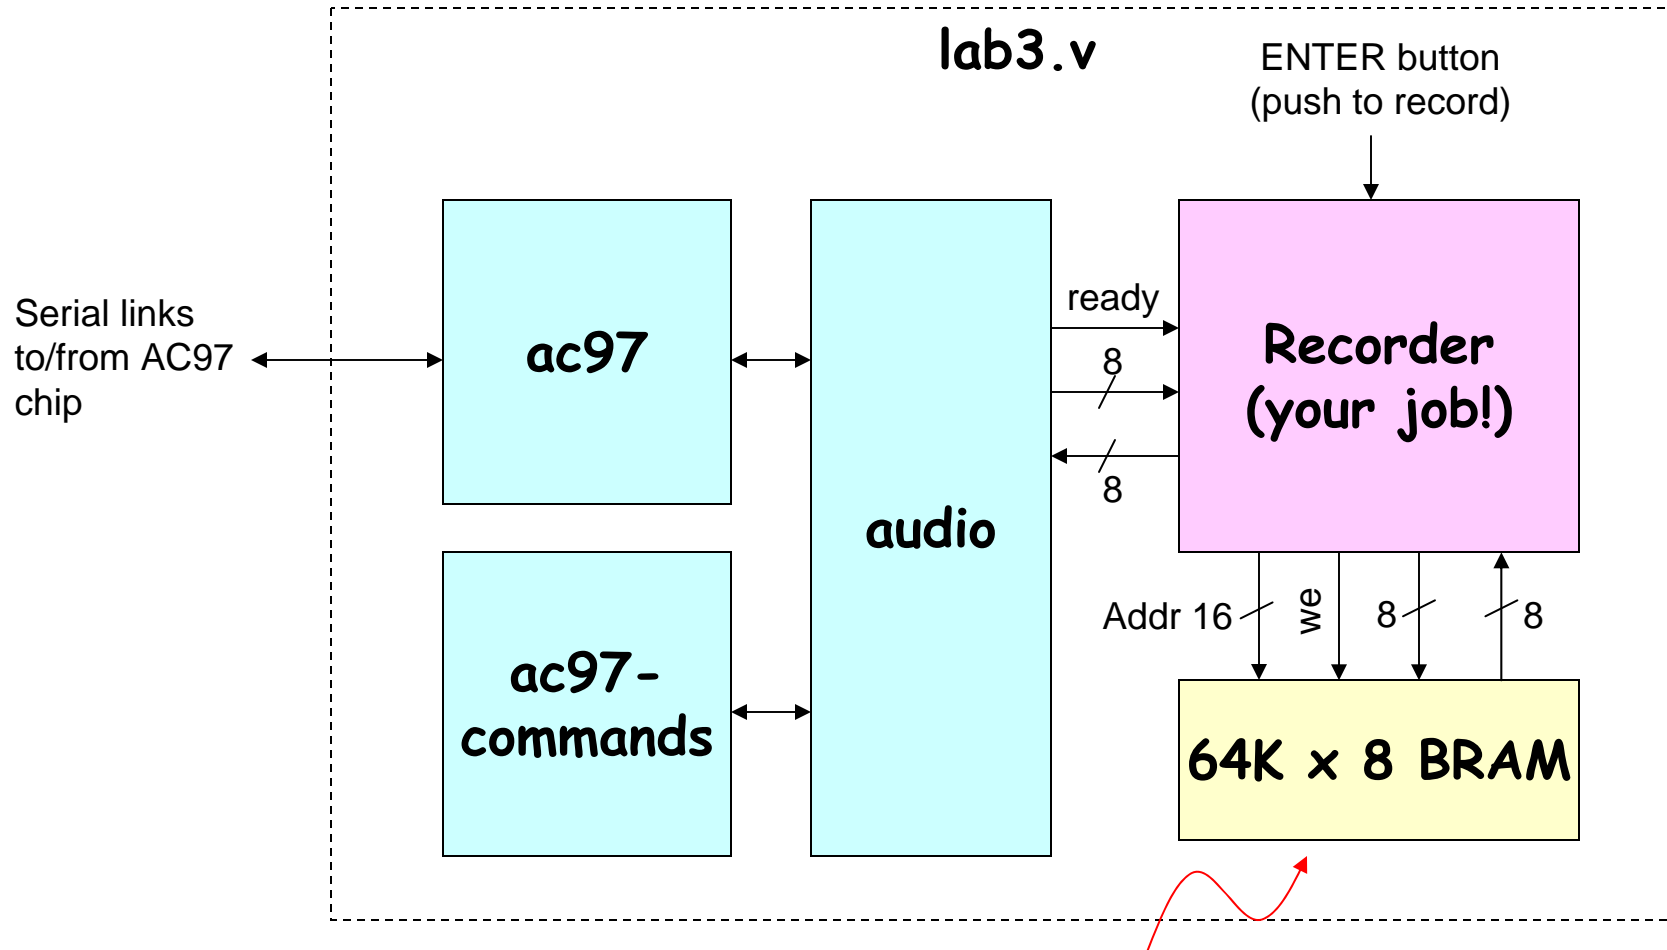 lab3.v
ENTER button
(push to record)
Serial links
to/from AC97
chip
ac97
ac97-
commands
audio
ready
8
8
Recorder
(your job!)
Addr 16
we
8
8
64K x 8 BRAM